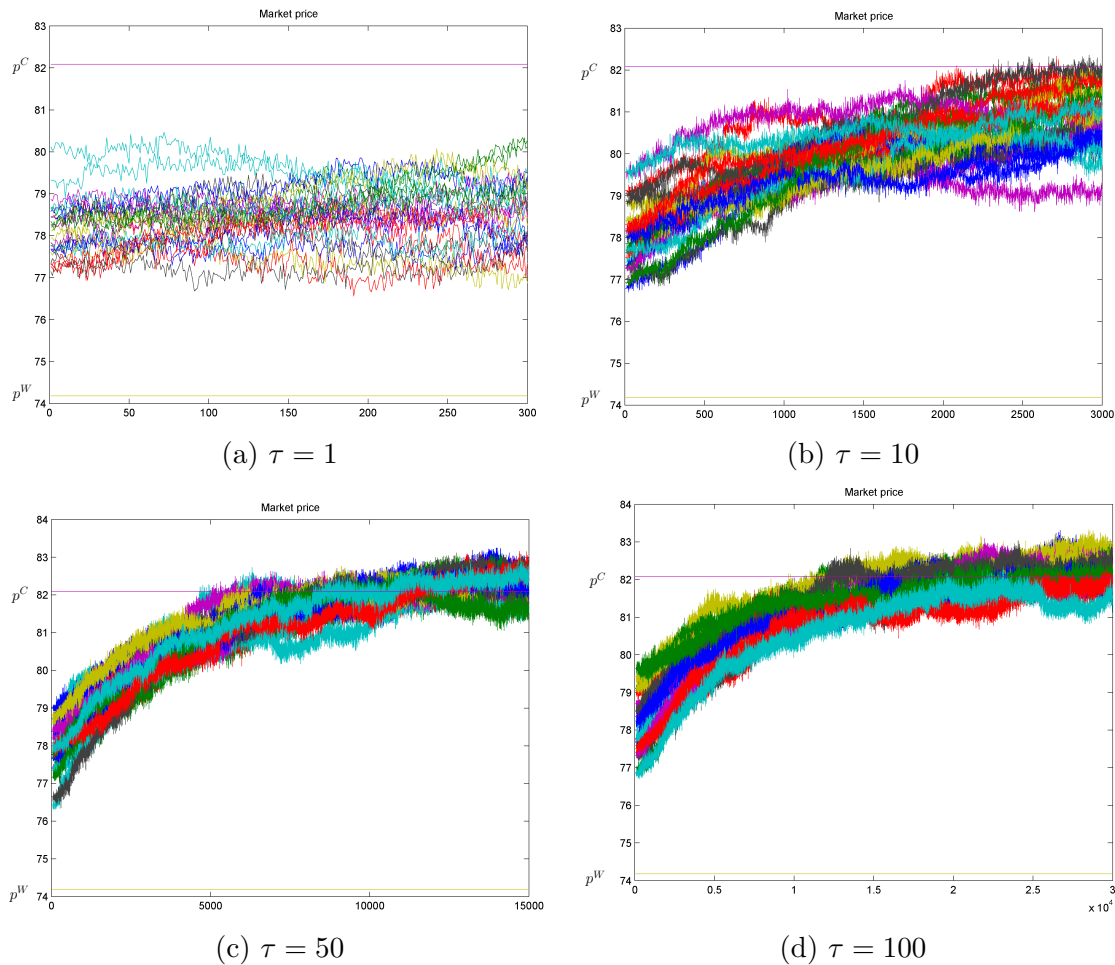 Market price
83
p^C
82
81
80
79
78
77
76
75
p^W
74
0 50 100 150 200 250 300
(a) τ = 1
Market price
83
p^C
82
81
80
79
78
77
76
75
p^W
74
0 500 1000 1500 2000 2500 3000
(b) τ = 10
Market price
84
83
p^C
82
81
80
79
78
77
76
75
p^W
74
0 5000 10000 15000
(c) τ = 50
Market price
84
83
p^C
82
81
80
79
78
77
76
75
p^W
74
0 0.5 1 1.5 2 2.5 3
x 10^4
(d) τ = 100